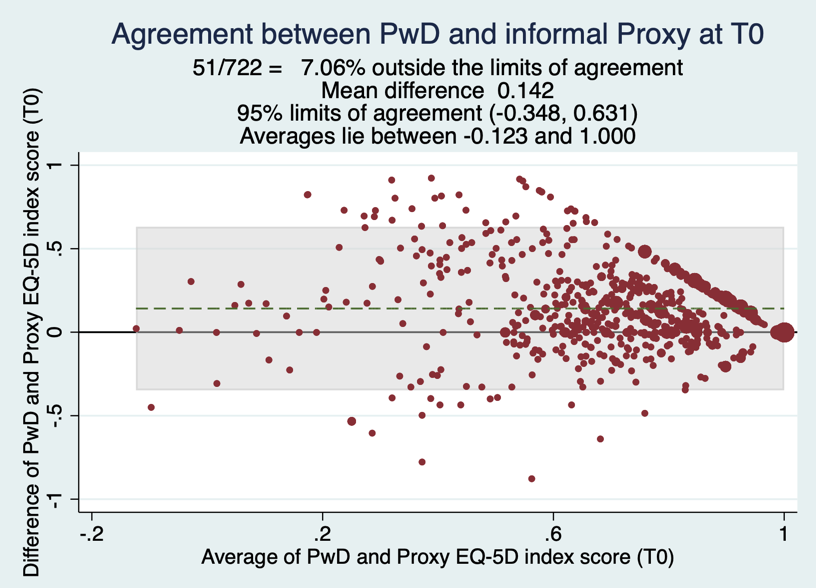 Agreement between PwD and informal Proxy at T0
51/722 = 7.06% outside the limits of agreement
Mean difference 0.142
95% limits of agreement (-0.348, 0.631)
Averages lie between -0.123 and 1.000
Difference of PwD and Proxy EQ-5D index score (T0)
1
.5
0
-.5
-1
-.2
.2
.6
1
Average of PwD and Proxy EQ-5D index score (T0)